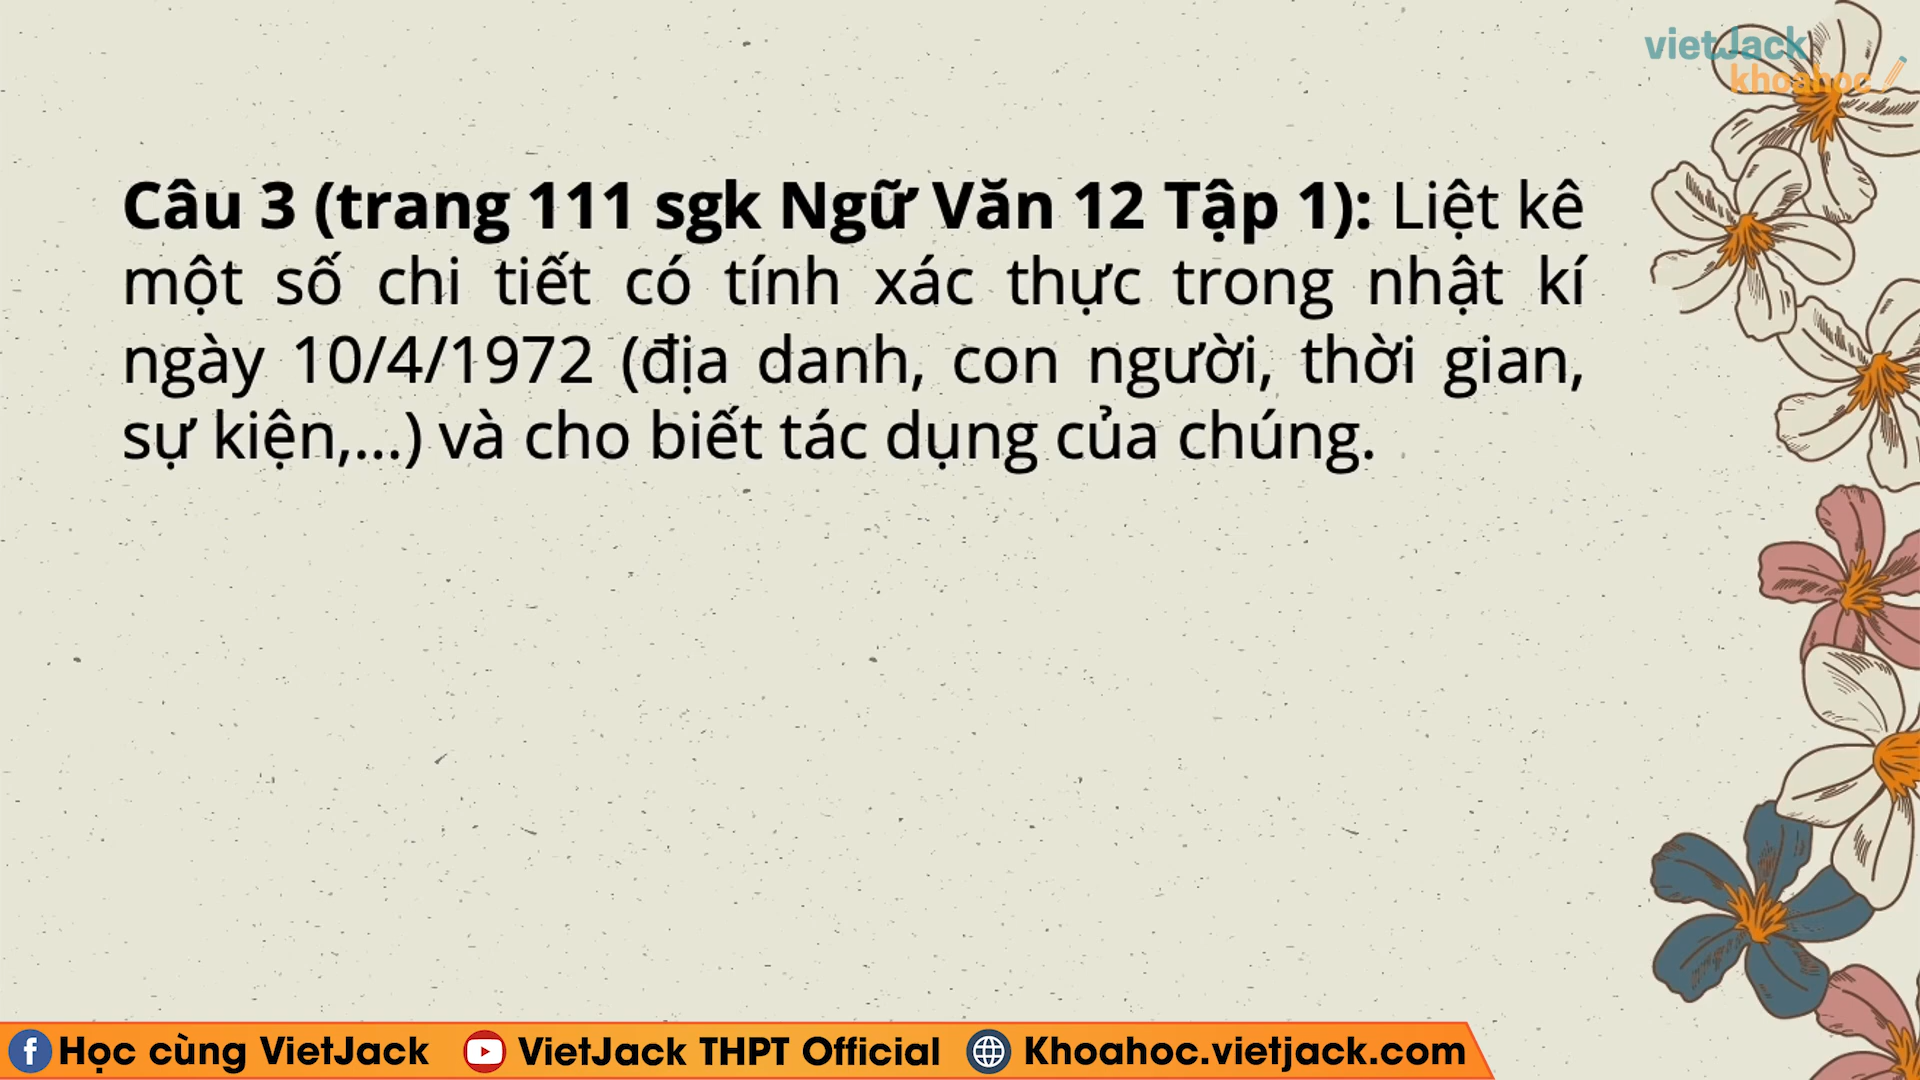 vietJack
khoahoc
Câu 3 (trang 111 sgk Ngữ Văn 12 Tập 1): Liệt kê
một số chi tiết có tính xác thực trong nhật kí
ngày 10/4/1972 (địa danh, con người, thời gian,
sự kiện,...) và cho biết tác dụng của chúng.
Học cùng VietJack VietJack THPT Official Khoahoc.vietjack.com